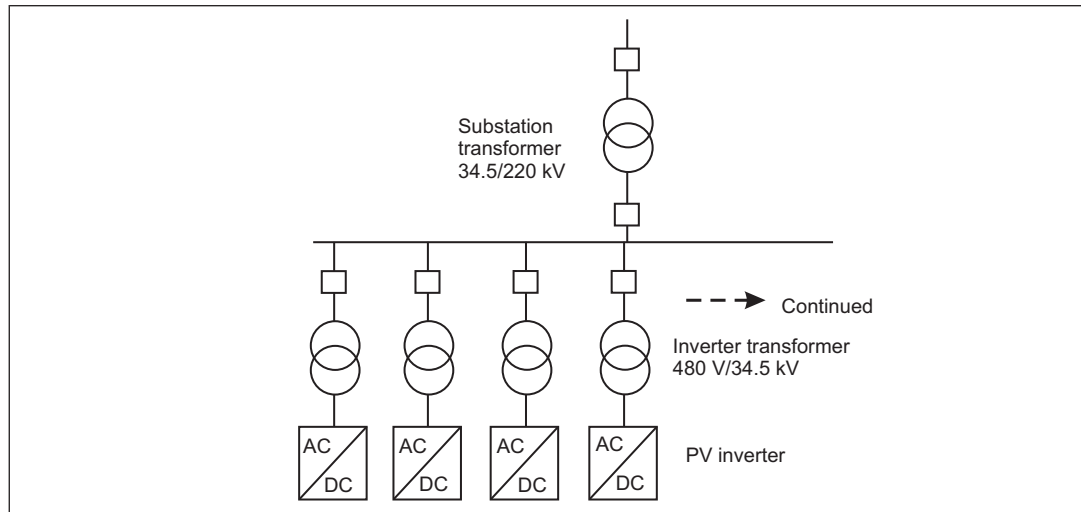 Substation
transformer
34.5/220 kV
Continued
Inverter transformer
480 V/34.5 kV
AC
DC
AC
DC
AC
DC
AC
DC
PV inverter